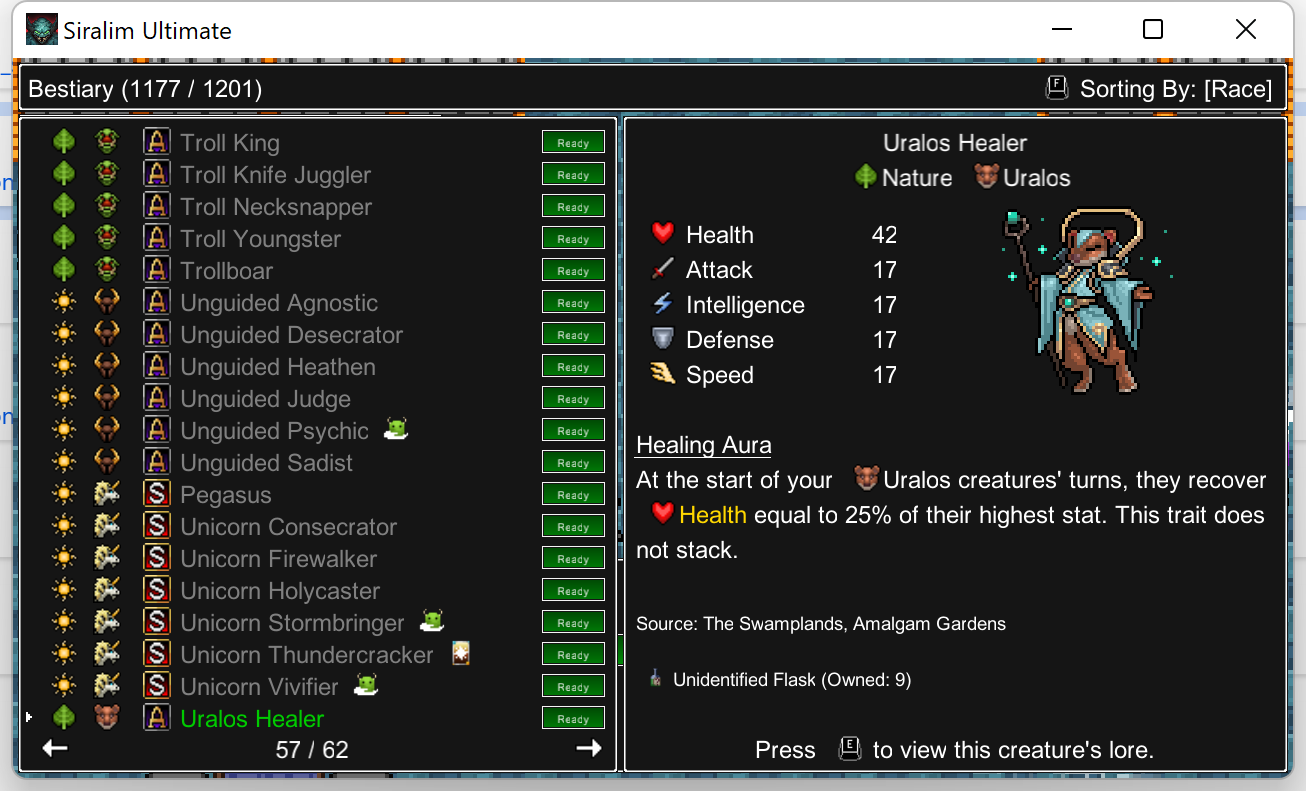 Siralim Ultimate
Bestiary (1177 / 1201)
F Sorting By: [Race]
A Troll King Ready
A Troll Knife Juggler Ready
A Troll Necksnapper Ready
A Troll Youngster Ready
A Trollboar Ready
A Unguided Agnostic Ready
A Unguided Desecrator Ready
A Unguided Heathen Ready
A Unguided Judge Ready
A Unguided Psychic Ready
A Unguided Sadist Ready
S Pegasus Ready
S Unicorn Consecrator Ready
S Unicorn Firewalker Ready
S Unicorn Holycaster Ready
S Unicorn Stormbringer Ready
S Unicorn Thundercracker Ready
S Unicorn Vivifier Ready
A Uralos Healer Ready
57 / 62
Uralos Healer
Nature Uralos
Health 42
Attack 17
Intelligence 17
Defense 17
Speed 17
Healing Aura
At the start of your Uralos creatures' turns, they recover
Health equal to 25% of their highest stat. This trait does
not stack.
Source: The Swamplands, Amalgam Gardens
Unidentified Flask (Owned: 9)
Press E to view this creature's lore.